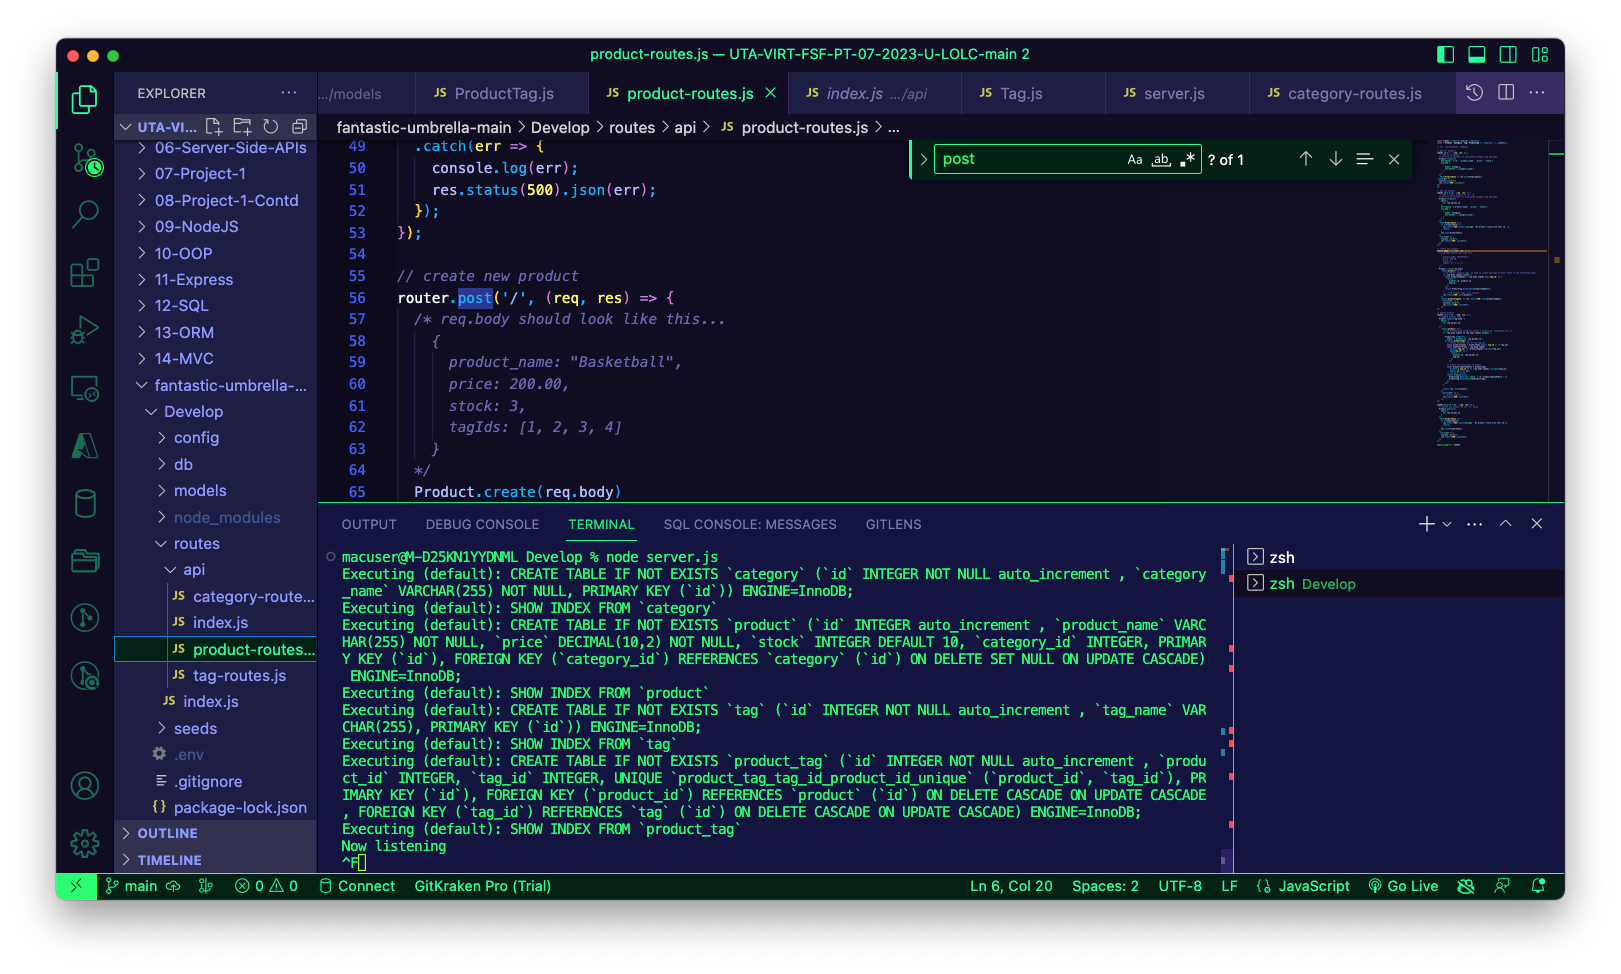 product-routes.js — UTA-VIRT-FSF-PT-07-2023-U-LOLC-main 2
EXPLORER
.../models
JS ProductTag.js
JS product-routes.js
JS index.js .../api
JS Tag.js
JS server.js
JS category-routes.js
UTA-VI...
fantastic-umbrella-main > Develop > routes > api > JS product-routes.js > ...
06-Server-Side-APIs
07-Project-1
08-Project-1-Contd
09-NodeJS
10-OOP
11-Express
12-SQL
13-ORM
14-MVC
fantastic-umbrella-...
Develop
config
db
models
node_modules
routes
api
JS category-route...
JS index.js
JS product-routes...
JS tag-routes.js
JS index.js
seeds
.env
.gitignore
{} package-lock.json
OUTLINE
TIMELINE
post
Aa ab .* ? of 1
49 .catch(err => {
50 console.log(err);
51 res.status(500).json(err);
52 });
53 });
54
55 // create new product
56 router.post('/', (req, res) => {
57 /* req.body should look like this...
58 {
59 product_name: "Basketball",
60 price: 200.00,
61 stock: 3,
62 tagIds: [1, 2, 3, 4]
63 }
64 */
65 Product.create(req.body)
OUTPUT DEBUG CONSOLE TERMINAL SQL CONSOLE: MESSAGES GITLENS
macuser@M-D25KN1YYDNML Develop % node server.js
Executing (default): CREATE TABLE IF NOT EXISTS `category` (`id` INTEGER NOT NULL auto_increment , `category
_name` VARCHAR(255) NOT NULL, PRIMARY KEY (`id`)) ENGINE=InnoDB;
Executing (default): SHOW INDEX FROM `category`
Executing (default): CREATE TABLE IF NOT EXISTS `product` (`id` INTEGER auto_increment , `product_name` VARC
HAR(255) NOT NULL, `price` DECIMAL(10,2) NOT NULL, `stock` INTEGER DEFAULT 10, `category_id` INTEGER, PRIMAR
Y KEY (`id`), FOREIGN KEY (`category_id`) REFERENCES `category` (`id`) ON DELETE SET NULL ON UPDATE CASCADE)
ENGINE=InnoDB;
Executing (default): SHOW INDEX FROM `product`
Executing (default): CREATE TABLE IF NOT EXISTS `tag` (`id` INTEGER NOT NULL auto_increment , `tag_name` VAR
CHAR(255), PRIMARY KEY (`id`)) ENGINE=InnoDB;
Executing (default): SHOW INDEX FROM `tag`
Executing (default): CREATE TABLE IF NOT EXISTS `product_tag` (`id` INTEGER NOT NULL auto_increment , `produ
ct_id` INTEGER, `tag_id` INTEGER, UNIQUE `product_tag_tag_id_product_id_unique` (`product_id`, `tag_id`), PR
IMARY KEY (`id`), FOREIGN KEY (`product_id`) REFERENCES `product` (`id`) ON DELETE CASCADE ON UPDATE CASCADE
, FOREIGN KEY (`tag_id`) REFERENCES `tag` (`id`) ON DELETE CASCADE ON UPDATE CASCADE) ENGINE=InnoDB;
Executing (default): SHOW INDEX FROM `product_tag`
Now listening
^F
zsh
zsh Develop
main
0 0
Connect
GitKraken Pro (Trial)
Ln 6, Col 20
Spaces: 2
UTF-8
LF
JavaScript
Go Live